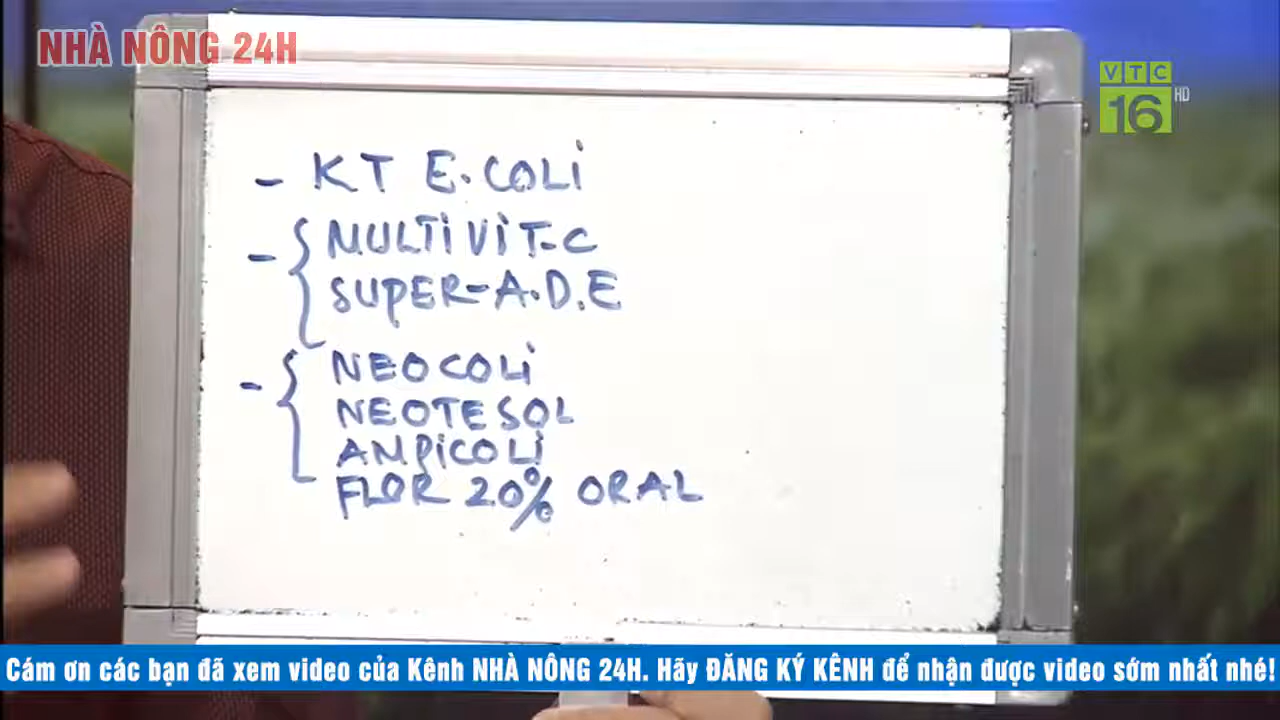 NHÀ NÔNG 24H
VTC
16 HD
- KT E.COLI
- { MULTIVIT-C
SUPER-A.D.E
- { NEOCOLI
NEOTESOL
AMPICOLI
FLOR 20% ORAL
Cám ơn các bạn đã xem video của Kênh NHÀ NÔNG 24H. Hãy ĐĂNG KÝ KÊNH để nhận được video sớm nhất nhé!